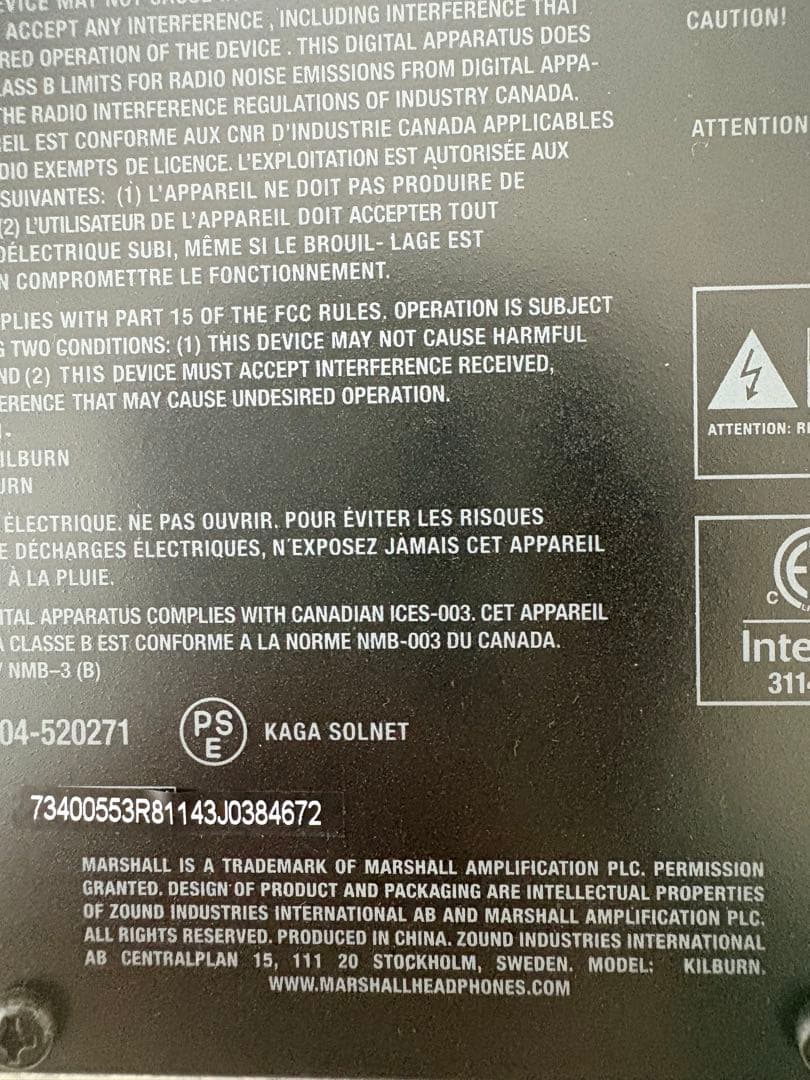 DEVICE MAY NOT
ACCEPT ANY INTERFERENCE , INCLUDING INTERFERENCE THAT
RED OPERATION OF THE DEVICE . THIS DIGITAL APPARATUS DOES
LASS B LIMITS FOR RADIO NOISE EMISSIONS FROM DIGITAL APPA-
THE RADIO INTERFERENCE REGULATIONS OF INDUSTRY CANADA.
REIL EST CONFORME AUX CNR D'INDUSTRIE CANADA APPLICABLES
DIO EXEMPTS DE LICENCE. L'EXPLOITATION EST AUTORISÉE AUX
SUIVANTES: (1) L'APPAREIL NE DOIT PAS PRODUIRE DE
(2) L'UTILISATEUR DE L'APPAREIL DOIT ACCEPTER TOUT
DÉLECTRIQUE SUBI, MÊME SI LE BROUIL- LAGE EST
N COMPROMETTRE LE FONCTIONNEMENT.
PLIES WITH PART 15 OF THE FCC RULES, OPERATION IS SUBJECT
G TWO CONDITIONS: (1) THIS DEVICE MAY NOT CAUSE HARMFUL
ND (2) THIS DEVICE MUST ACCEPT INTERFERENCE RECEIVED,
ERENCE THAT MAY CAUSE UNDESIRED OPERATION.
KILBURN
URN
ÉLECTRIQUE. NE PAS OUVRIR. POUR ÉVITER LES RISQUES
E DÉCHARGES ÉLECTRIQUES, N'EXPOSEZ JAMAIS CET APPAREIL
À LA PLUIE.
ITAL APPARATUS COMPLIES WITH CANADIAN ICES-003. CET APPAREIL
A CLASSE B EST CONFORME A LA NORME NMB-003 DU CANADA.
/ NMB–3 (B)
04-520271
PS
E
KAGA SOLNET
73400553R81143J0384672
MARSHALL IS A TRADEMARK OF MARSHALL AMPLIFICATION PLC. PERMISSION
GRANTED. DESIGN OF PRODUCT AND PACKAGING ARE INTELLECTUAL PROPERTIES
OF ZOUND INDUSTRIES INTERNATIONAL AB AND MARSHALL AMPLIFICATION PLC.
ALL RIGHTS RESERVED. PRODUCED IN CHINA. ZOUND INDUSTRIES INTERNATIONAL
AB CENTRALPLAN 15, 111 20 STOCKHOLM, SWEDEN. MODEL: KILBURN.
WWW.MARSHALLHEADPHONES.COM
CAUTION!
ATTENTION
ATTENTION: RI
C
Inte
311